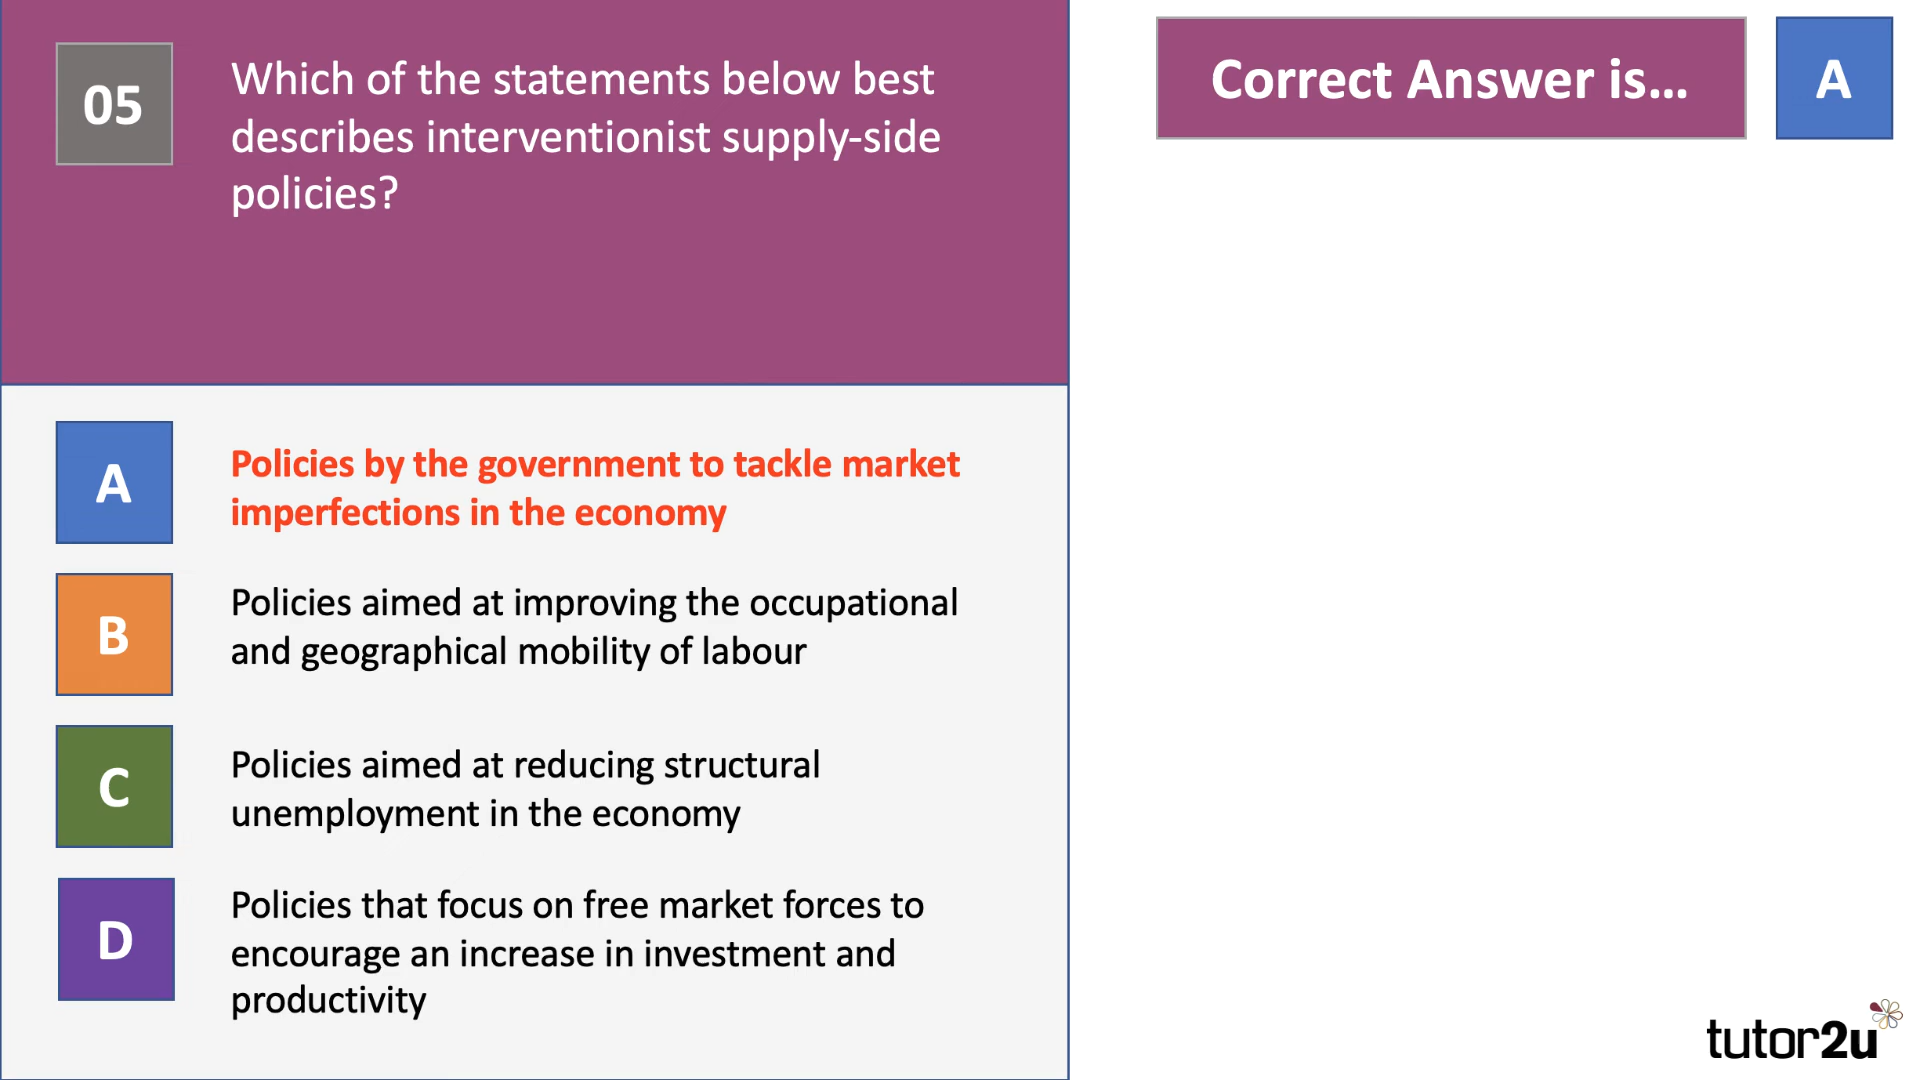 05
Which of the statements below best
describes interventionist supply-side
policies?
A
Policies by the government to tackle market
imperfections in the economy
B
Policies aimed at improving the occupational
and geographical mobility of labour
C
Policies aimed at reducing structural
unemployment in the economy
D
Policies that focus on free market forces to
encourage an increase in investment and
productivity
Correct Answer is...
A
tutor2u